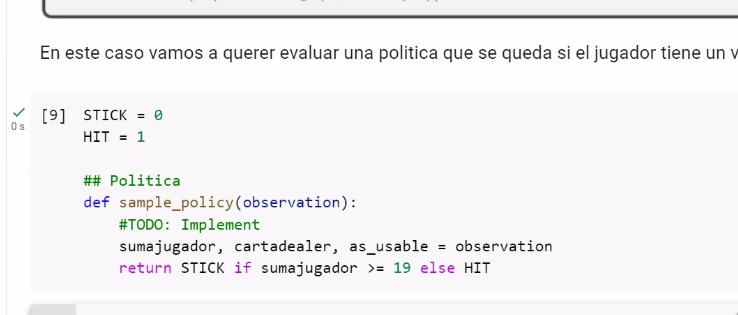 En este caso vamos a querer evaluar una politica que se queda si el jugador tiene un
[9] STICK = 0
0 s
HIT = 1
## Politica
def sample_policy(observation):
#TODO: Implement
sumajugador, cartadealer, as_usable = observation
return STICK if sumajugador >= 19 else HIT